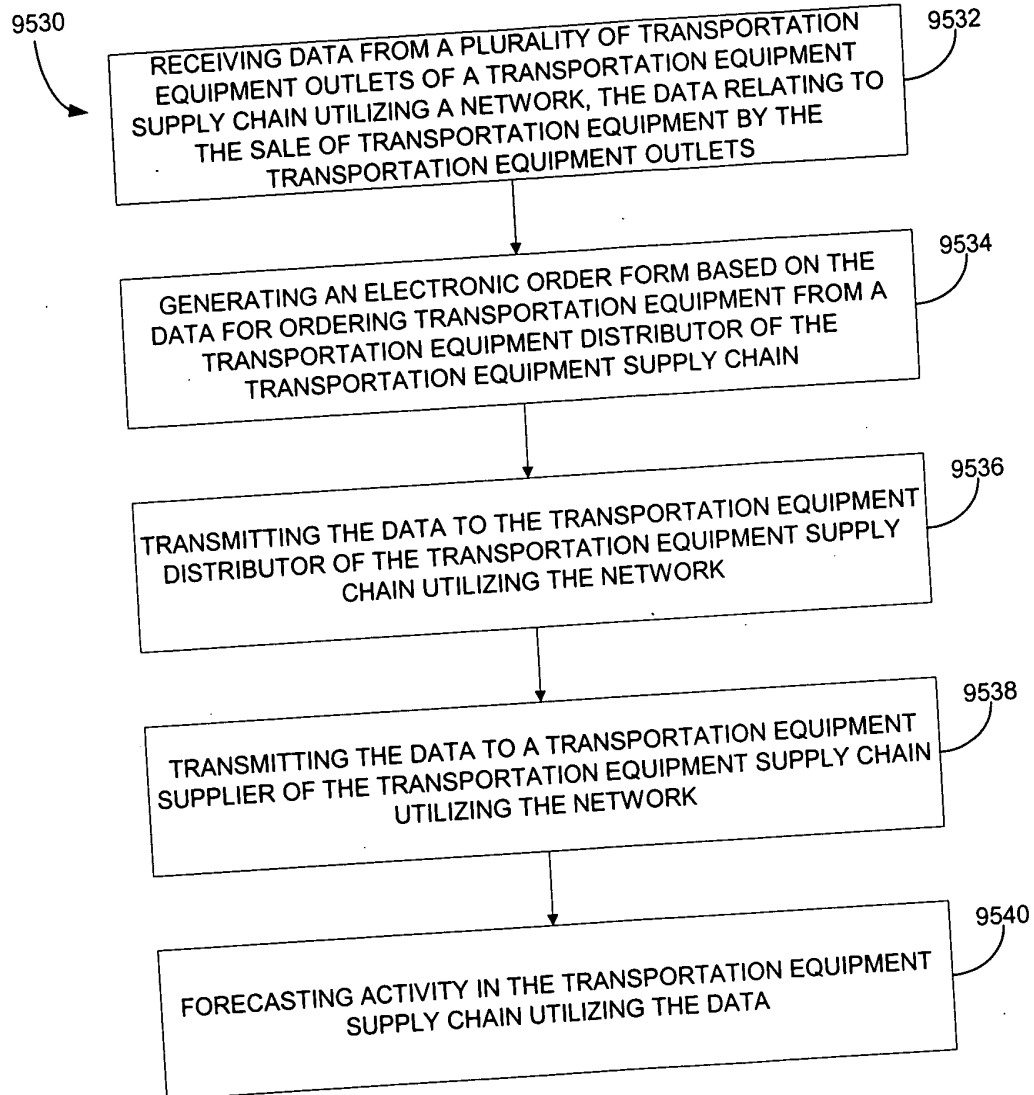 9530
9532
RECEIVING DATA FROM A PLURALITY OF TRANSPORTATION
EQUIPMENT OUTLETS OF A TRANSPORTATION EQUIPMENT
SUPPLY CHAIN UTILIZING A NETWORK, THE DATA RELATING TO
THE SALE OF TRANSPORTATION EQUIPMENT BY THE
TRANSPORTATION EQUIPMENT OUTLETS
9534
GENERATING AN ELECTRONIC ORDER FORM BASED ON THE
DATA FOR ORDERING TRANSPORTATION EQUIPMENT FROM A
TRANSPORTATION EQUIPMENT DISTRIBUTOR OF THE
TRANSPORTATION EQUIPMENT SUPPLY CHAIN
9536
TRANSMITTING THE DATA TO THE TRANSPORTATION EQUIPMENT
DISTRIBUTOR OF THE TRANSPORTATION EQUIPMENT SUPPLY
CHAIN UTILIZING THE NETWORK
9538
TRANSMITTING THE DATA TO A TRANSPORTATION EQUIPMENT
SUPPLIER OF THE TRANSPORTATION EQUIPMENT SUPPLY CHAIN
UTILIZING THE NETWORK
9540
FORECASTING ACTIVITY IN THE TRANSPORTATION EQUIPMENT
SUPPLY CHAIN UTILIZING THE DATA